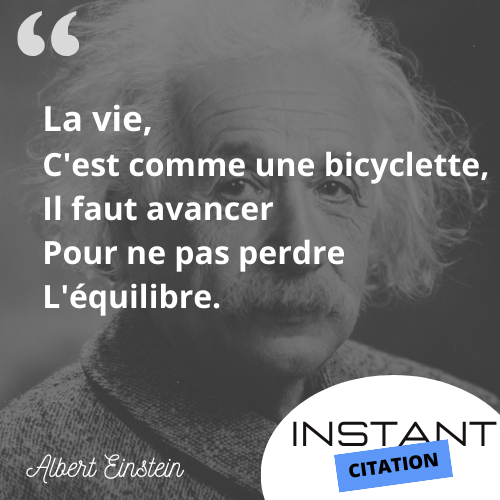 “
La vie,
C'est comme une bicyclette,
Il faut avancer
Pour ne pas perdre
L'équilibre.
Albert Einstein
INSTANT
CITATION